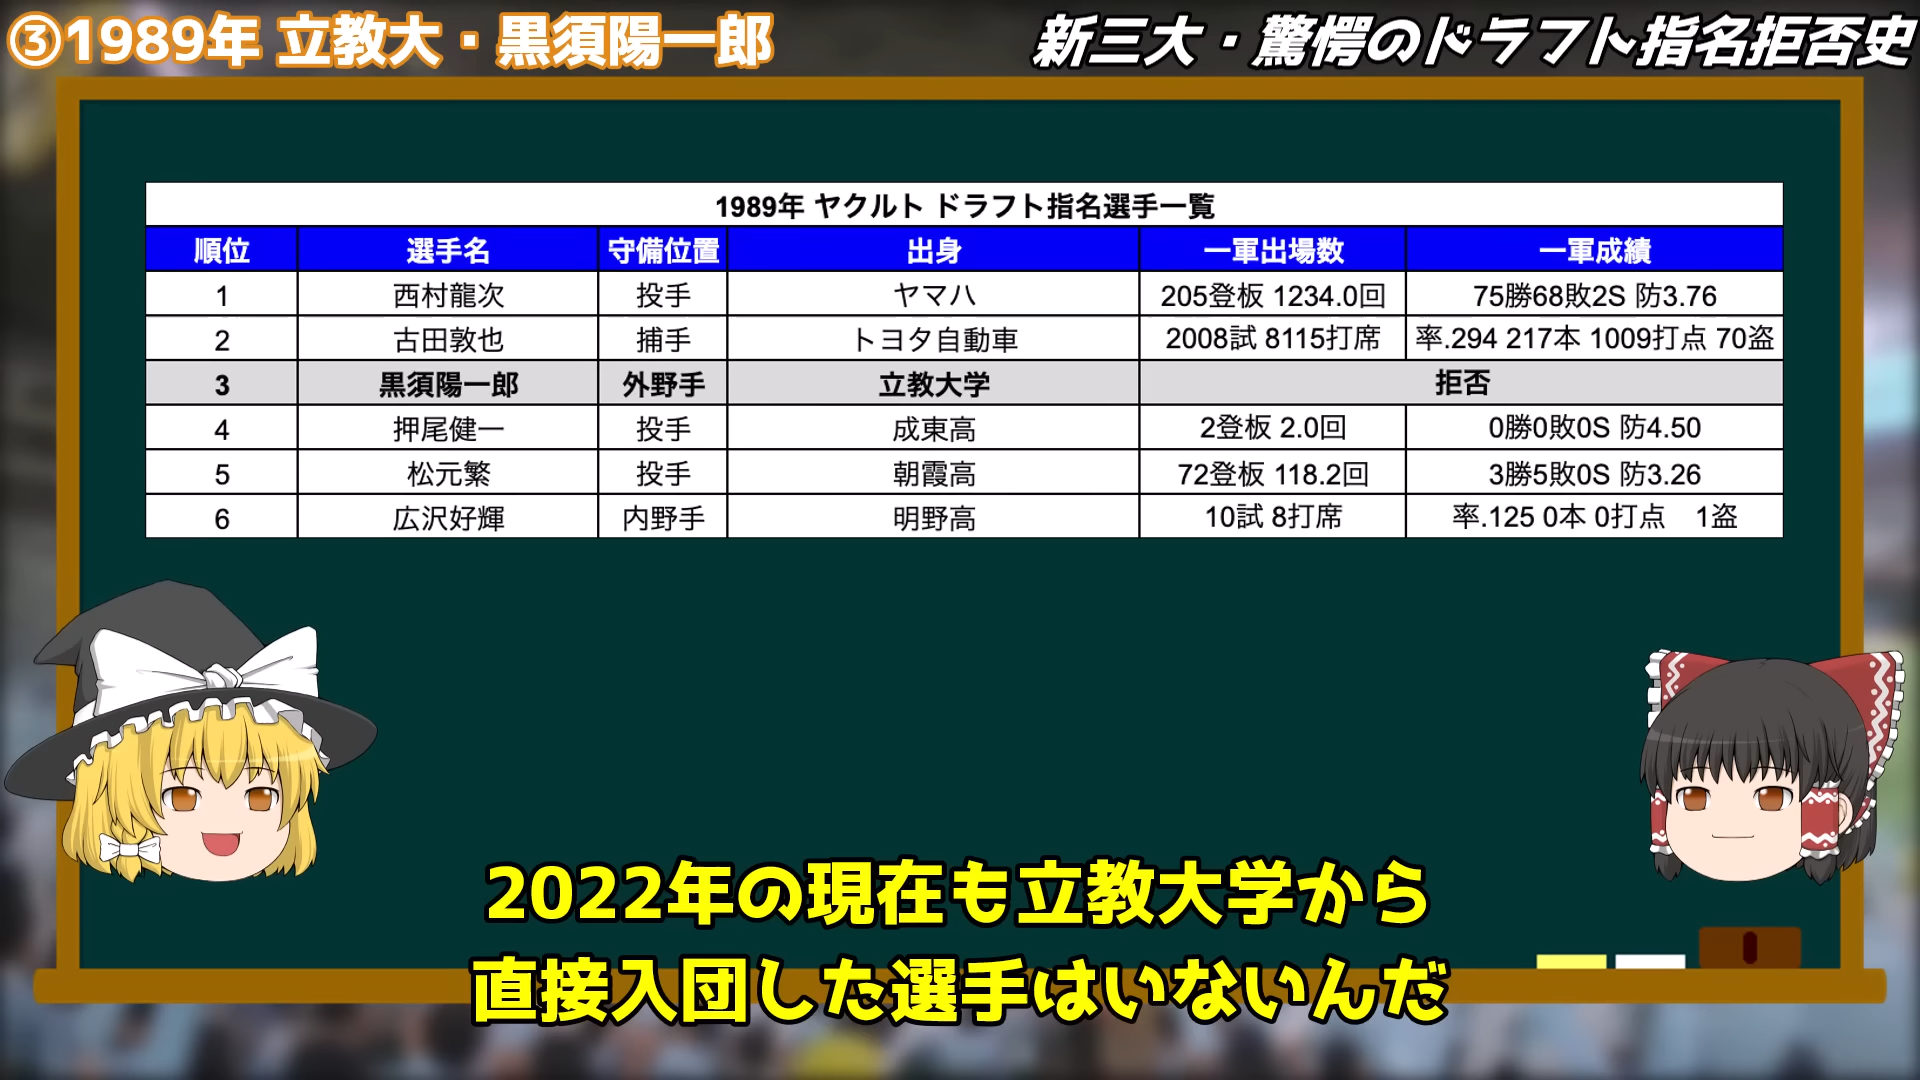 ③1989年 立教大・黒須陽一郎
新三大・驚愕のドラフト指名拒否史
1989年 ヤクルト ドラフト指名選手一覧
順位 選手名 守備位置 出身 一軍出場数 一軍成績
1 西村龍次 投手 ヤマハ 205登板 1234.0回 75勝68敗2S 防3.76
2 古田敦也 捕手 トヨタ自動車 2008試 8115打席 率.294 217本 1009打点 70盗
3 黒須陽一郎 外野手 立教大学 拒否
4 押尾健一 投手 成東高 2登板 2.0回 0勝0敗0S 防4.50
5 松元繁 投手 朝霞高 72登板 118.2回 3勝5敗0S 防3.26
6 広沢好輝 内野手 明野高 10試 8打席 率.125 0本 0打点 1盗
2022年の現在も立教大学から
直接入団した選手はいないんだ